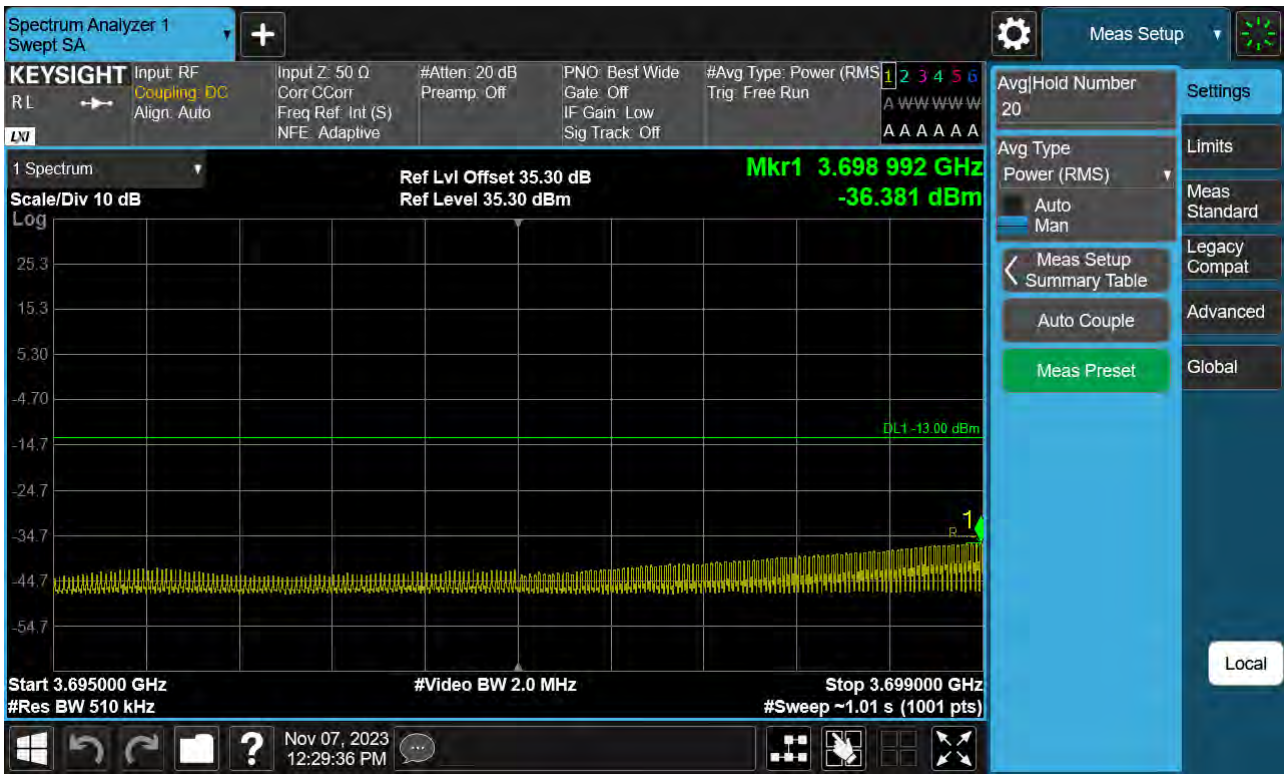 Spectrum Analyzer 1
Swept SA
+
Meas Setup
KEYSIGHT
R L
LXI
Input: RF
Coupling: DC
Align: Auto
Input Z: 50 Ω
Corr CCorr
Freq Ref: Int (S)
NFE: Adaptive
#Atten: 20 dB
Preamp: Off
PNO: Best Wide
Gate: Off
IF Gain: Low
Sig Track: Off
#Avg Type: Power (RMS
Trig: Free Run
1 2 3 4 5 6
A W W W W W
A A A A A A
1 Spectrum
Scale/Div 10 dB
Log
Ref Lvl Offset 35.30 dB
Ref Level 35.30 dBm
Mkr1 3.698 992 GHz
-36.381 dBm
25.3
15.3
5.30
-4.70
DL1 -13.00 dBm
-14.7
-24.7
1
R
-34.7
-44.7
-54.7
Start 3.695000 GHz
#Res BW 510 kHz
#Video BW 2.0 MHz
Stop 3.699000 GHz
#Sweep ~1.01 s (1001 pts)
Avg|Hold Number
20
Avg Type
Power (RMS)
Auto
Man
Meas Setup
Summary Table
Auto Couple
Meas Preset
Settings
Limits
Meas
Standard
Legacy
Compat
Advanced
Global
Local
?
Nov 07, 2023
12:29:36 PM